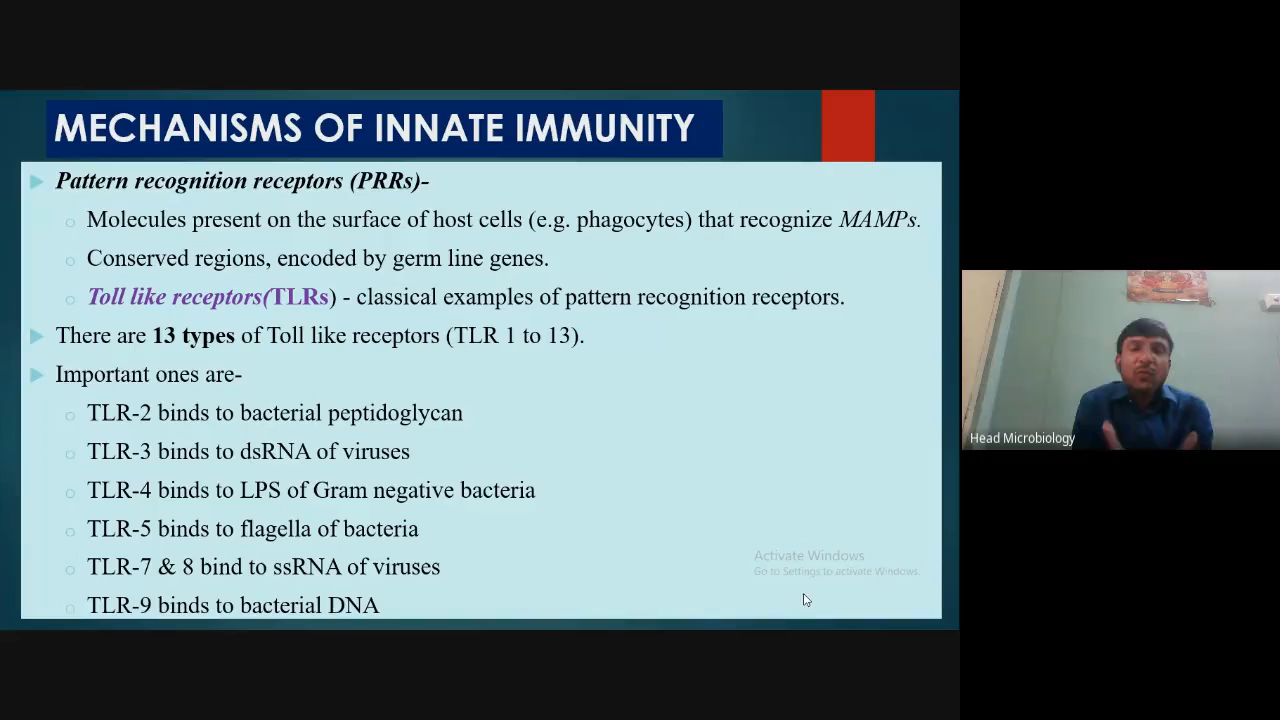 MECHANISMS OF INNATE IMMUNITY
Pattern recognition receptors (PRRs)-
Molecules present on the surface of host cells (e.g. phagocytes) that recognize MAMPs.
Conserved regions, encoded by germ line genes.
Toll like receptors(TLRs) - classical examples of pattern recognition receptors.
There are 13 types of Toll like receptors (TLR 1 to 13).
Important ones are-
TLR-2 binds to bacterial peptidoglycan
TLR-3 binds to dsRNA of viruses
TLR-4 binds to LPS of Gram negative bacteria
TLR-5 binds to flagella of bacteria
TLR-7 & 8 bind to ssRNA of viruses
TLR-9 binds to bacterial DNA
Activate Windows
Go to Settings to activate Windows.
Head Microbiology